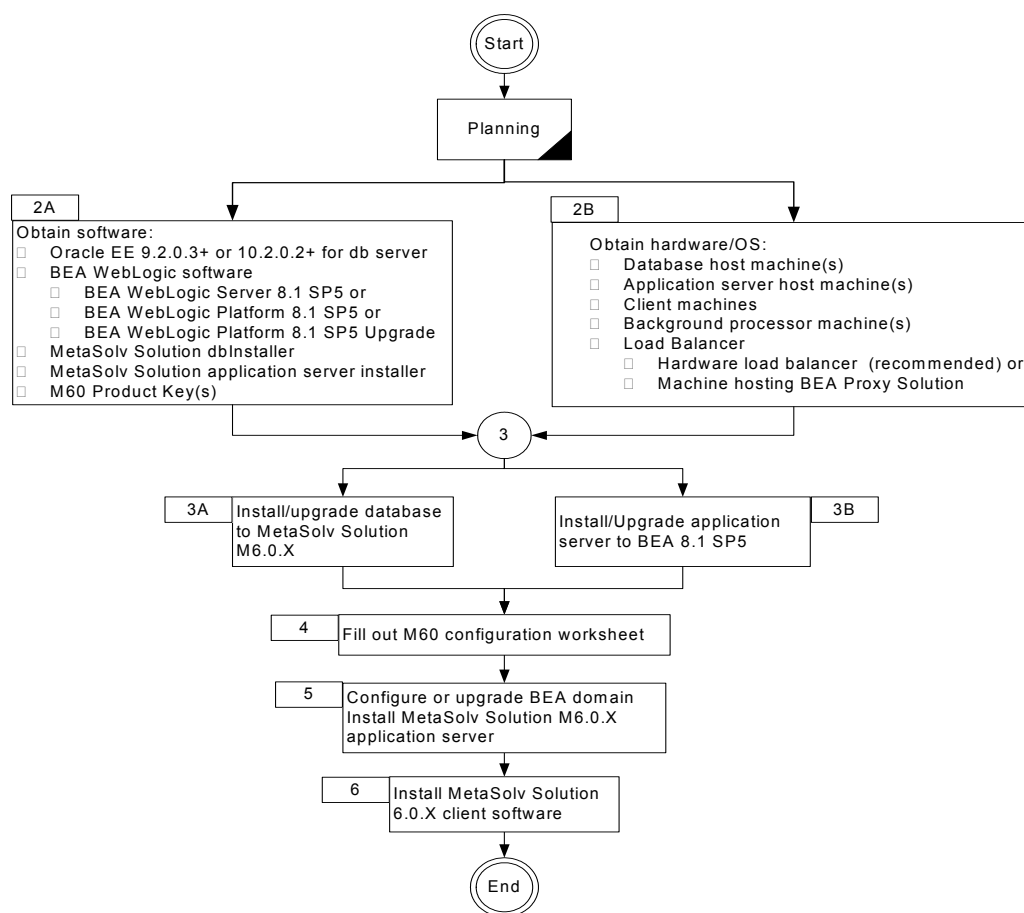 Start
Planning
2A
Obtain software:
Oracle EE 9.2.0.3+ or 10.2.0.2+ for db server
BEA WebLogic software
BEA WebLogic Server 8.1 SP5 or
BEA WebLogic Platform 8.1 SP5 or
BEA WebLogic Platform 8.1 SP5 Upgrade
MetaSolv Solution dbInstaller
MetaSolv Solution application server installer
M60 Product Key(s)
2B
Obtain hardware/OS:
Database host machine(s)
Application server host machine(s)
Client machines
Background processor machine(s)
Load Balancer
Hardware load balancer (recommended) or
Machine hosting BEA Proxy Solution
3
3A
Install/upgrade database
to MetaSolv Solution
M6.0.X
Install/Upgrade application
server to BEA 8.1 SP5
3B
4
Fill out M60 configuration worksheet
5
Configure or upgrade BEA domain
Install MetaSolv Solution M6.0.X
application server
6
Install MetaSolv Solution
6.0.X client software
End